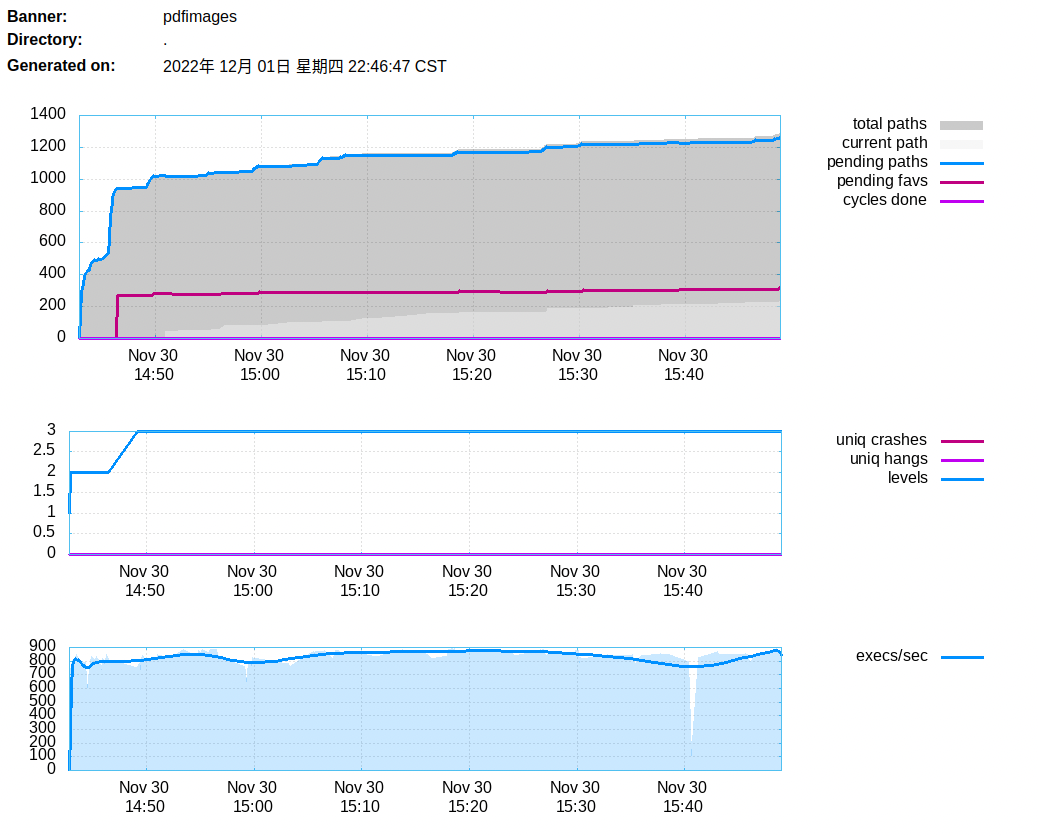 Banner: pdfimages
Directory: .
Generated on: 2022年 12月 01日 星期四 22:46:47 CST
1400
1200
1000
800
600
400
200
0
Nov 30 Nov 30 Nov 30 Nov 30 Nov 30 Nov 30
14:50 15:00 15:10 15:20 15:30 15:40
total paths
current path
pending paths
pending favs
cycles done
3
2.5
2
1.5
1
0.5
0
Nov 30 Nov 30 Nov 30 Nov 30 Nov 30 Nov 30
14:50 15:00 15:10 15:20 15:30 15:40
uniq crashes
uniq hangs
levels
900
800
700
600
500
400
300
200
100
0
Nov 30 Nov 30 Nov 30 Nov 30 Nov 30 Nov 30
14:50 15:00 15:10 15:20 15:30 15:40
execs/sec